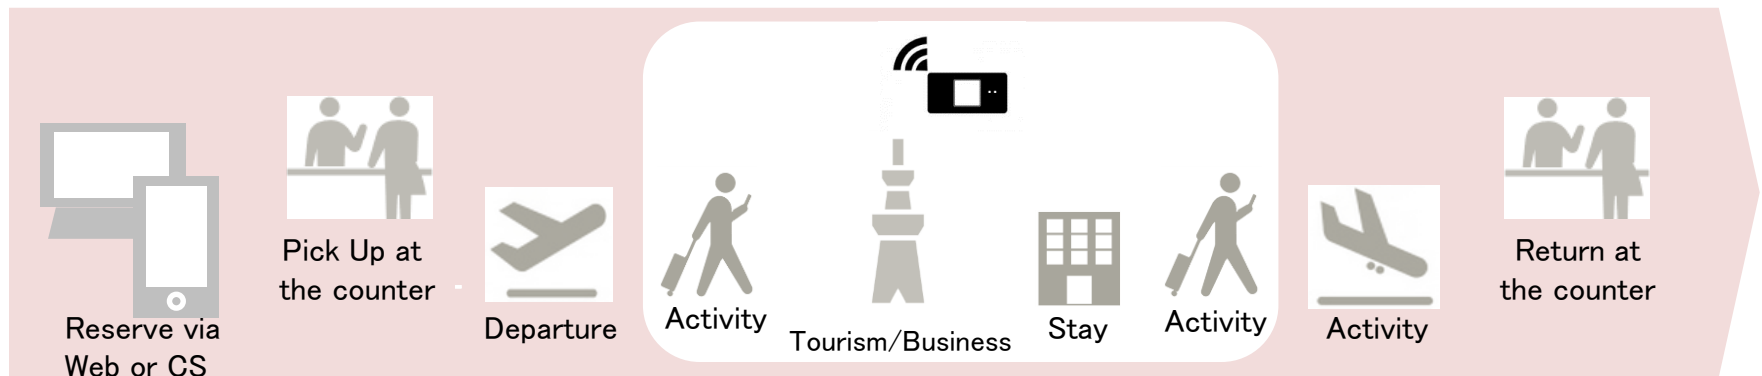 Reserve via
Web or CS
Pick Up at
the counter
Departure
Activity
Tourism/Business
Stay
Activity
Activity
Return at
the counter